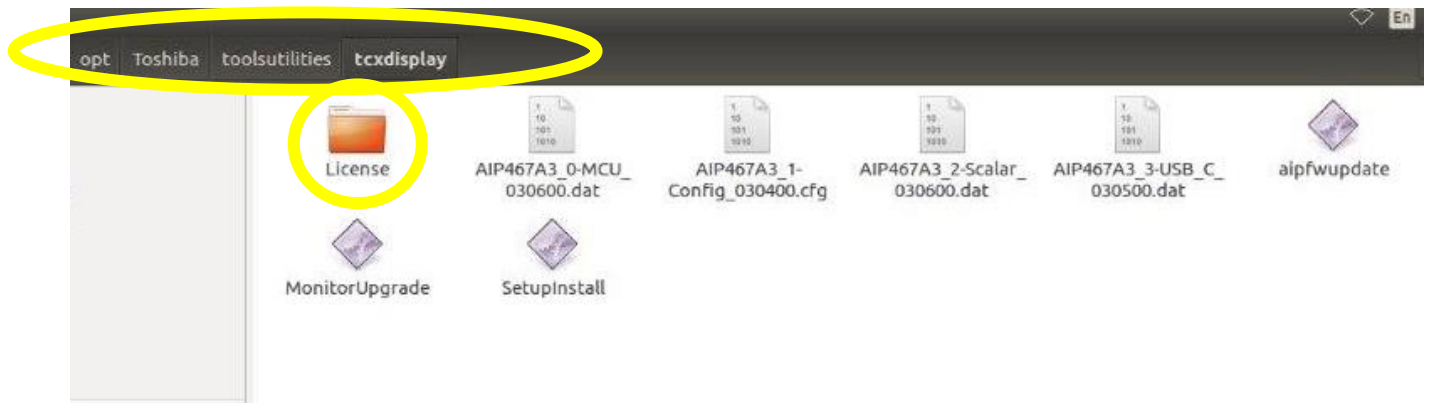 En
opt Toshiba toolsutilities tcxdisplay
License
AIP467A3_0-MCU_
030600.dat
AIP467A3_1-
Config_030400.cfg
AIP467A3_2-Scalar_
030600.dat
AIP467A3_3-USB_C_
030500.dat
aipfwupdate
MonitorUpgrade
SetupInstall